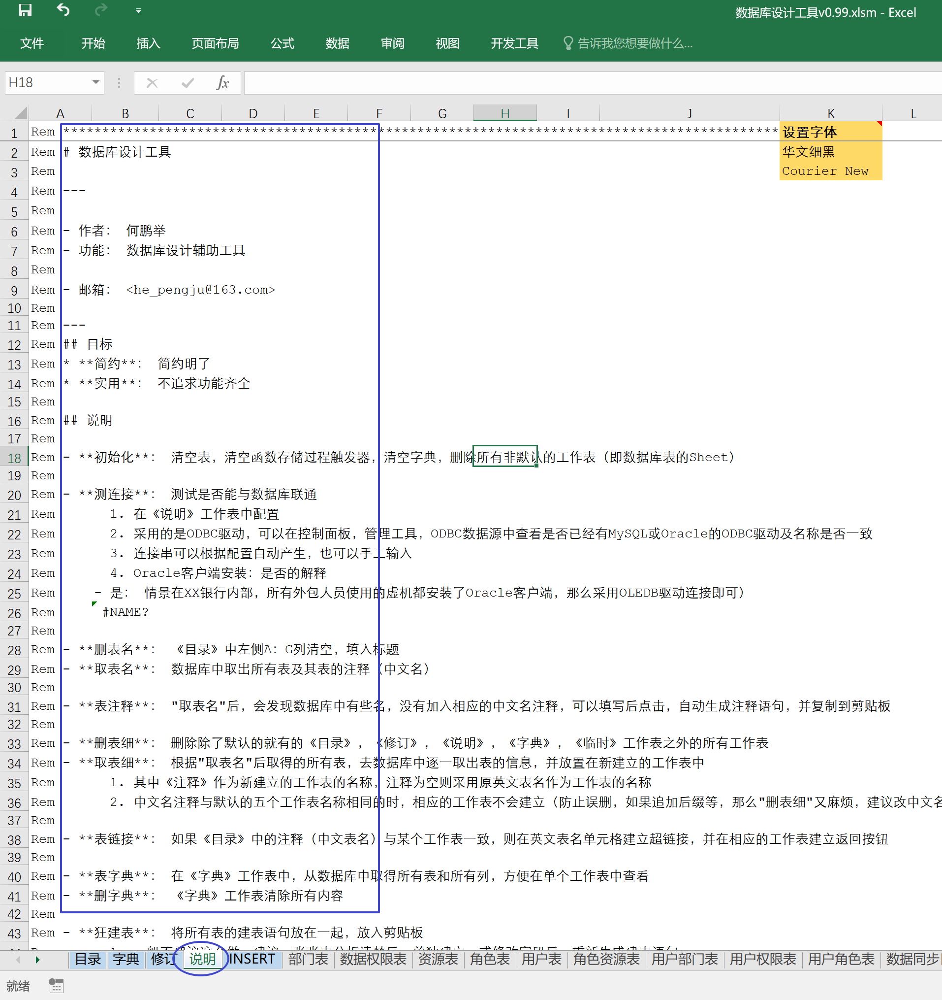 数据库设计工具v0.99.xlsm - Excel
文件 开始 插入 页面布局 公式 数据 审阅 视图 开发工具 告诉我您想要做什么...
H18 fx
A B C D E F G H I J K L
1 Rem ******************************************************************************************* 设置字体
2 Rem # 数据库设计工具 华文细黑
3 Rem Courier New
4 Rem ---
5 Rem
6 Rem - 作者： 何鹏举
7 Rem - 功能： 数据库设计辅助工具
8 Rem
9 Rem - 邮箱： <he_pengju@163.com>
10 Rem
11 Rem ---
12 Rem ## 目标
13 Rem * **简约**： 简约明了
14 Rem * **实用**： 不追求功能齐全
15 Rem
16 Rem ## 说明
17 Rem
18 Rem - **初始化**： 清空表，清空函数存储过程触发器，清空字典，删除所有非默认的工作表（即数据库表的Sheet）
19 Rem
20 Rem - **测连接**： 测试是否能与数据库联通
21 Rem 1. 在《说明》工作表中配置
22 Rem 2. 采用的是ODBC驱动，可以在控制面板，管理工具，ODBC数据源中查看是否已经有MySQL或Oracle的ODBC驱动及名称是否一致
23 Rem 3. 连接串可以根据配置自动产生，也可以手工输入
24 Rem 4. Oracle客户端安装：是否的解释
25 Rem - 是： 情景在XX银行内部，所有外包人员使用的虚机都安装了Oracle客户端，那么采用OLEDB驱动连接即可）
26 Rem #NAME?
27 Rem
28 Rem - **删表名**： 《目录》中左侧A：G列清空，填入标题
29 Rem - **取表名**： 数据库中取出所有表及其表的注释（中文名）
30 Rem
31 Rem - **表注释**： "取表名"后，会发现数据库中有些名，没有加入相应的中文名注释，可以填写后点击，自动生成注释语句，并复制到剪贴板
32 Rem
33 Rem - **删表细**： 删除除了默认的就有的《目录》，《修订》，《说明》，《字典》，《临时》工作表之外的所有工作表
34 Rem - **取表细**： 根据"取表名"后取得的所有表，去数据库中逐一取出表的信息，并放置在新建立的工作表中
35 Rem 1. 其中《注释》作为新建立的工作表的名称，注释为空则采用原英文表名作为工作表的名称
36 Rem 2. 中文名注释与默认的五个工作表名称相同的时，相应的工作表不会建立（防止误删，如果追加后缀等，那么"删表细"又麻烦，建议改中文名
37 Rem
38 Rem - **表链接**： 如果《目录》中的注释（中文表名）与某个工作表一致，则在英文表名单元格建立超链接，并在相应的工作表建立返回按钮
39 Rem
40 Rem - **表字典**： 在《字典》工作表中，从数据库中取得所有表和所有列，方便在单个工作表中查看
41 Rem - **删字典**： 《字典》工作表清除所有内容
42 Rem
43 Rem - **狂建表**： 将所有表的建表语句放在一起，放入剪贴板
目录 字典 修订 说明 INSERT 部门表 数据权限表 资源表 角色表 用户表 角色资源表 用户部门表 用户权限表 用户角色表 数据同步
就绪